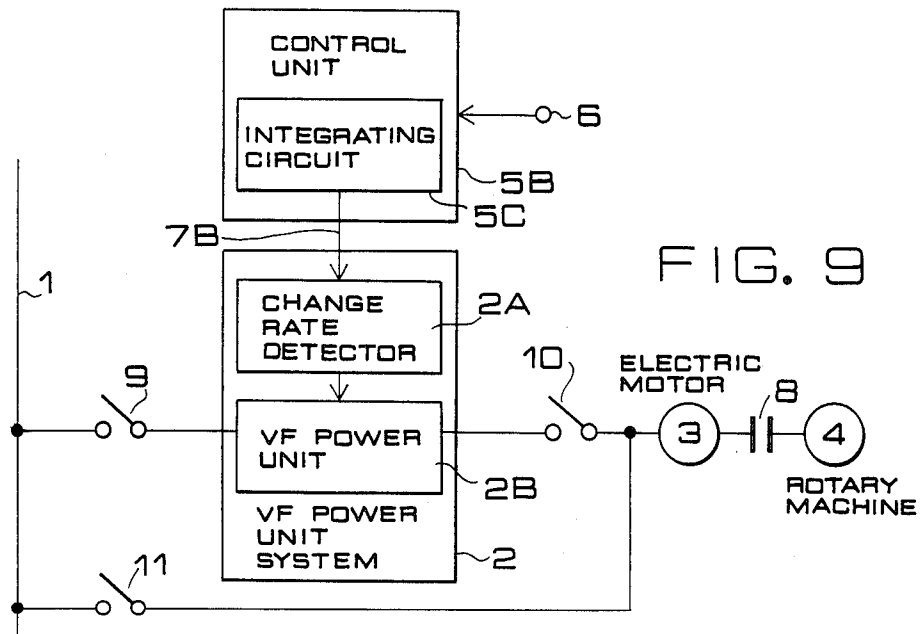 CONTROL
UNIT
INTEGRATING
CIRCUIT
6
5B
5C
7B
FIG. 9
1
CHANGE
RATE
DETECTOR
2A
9
10
ELECTRIC
MOTOR
8
3
4
VF POWER
UNIT
2B
ROTARY
MACHINE
VF POWER
UNIT
SYSTEM
2
11